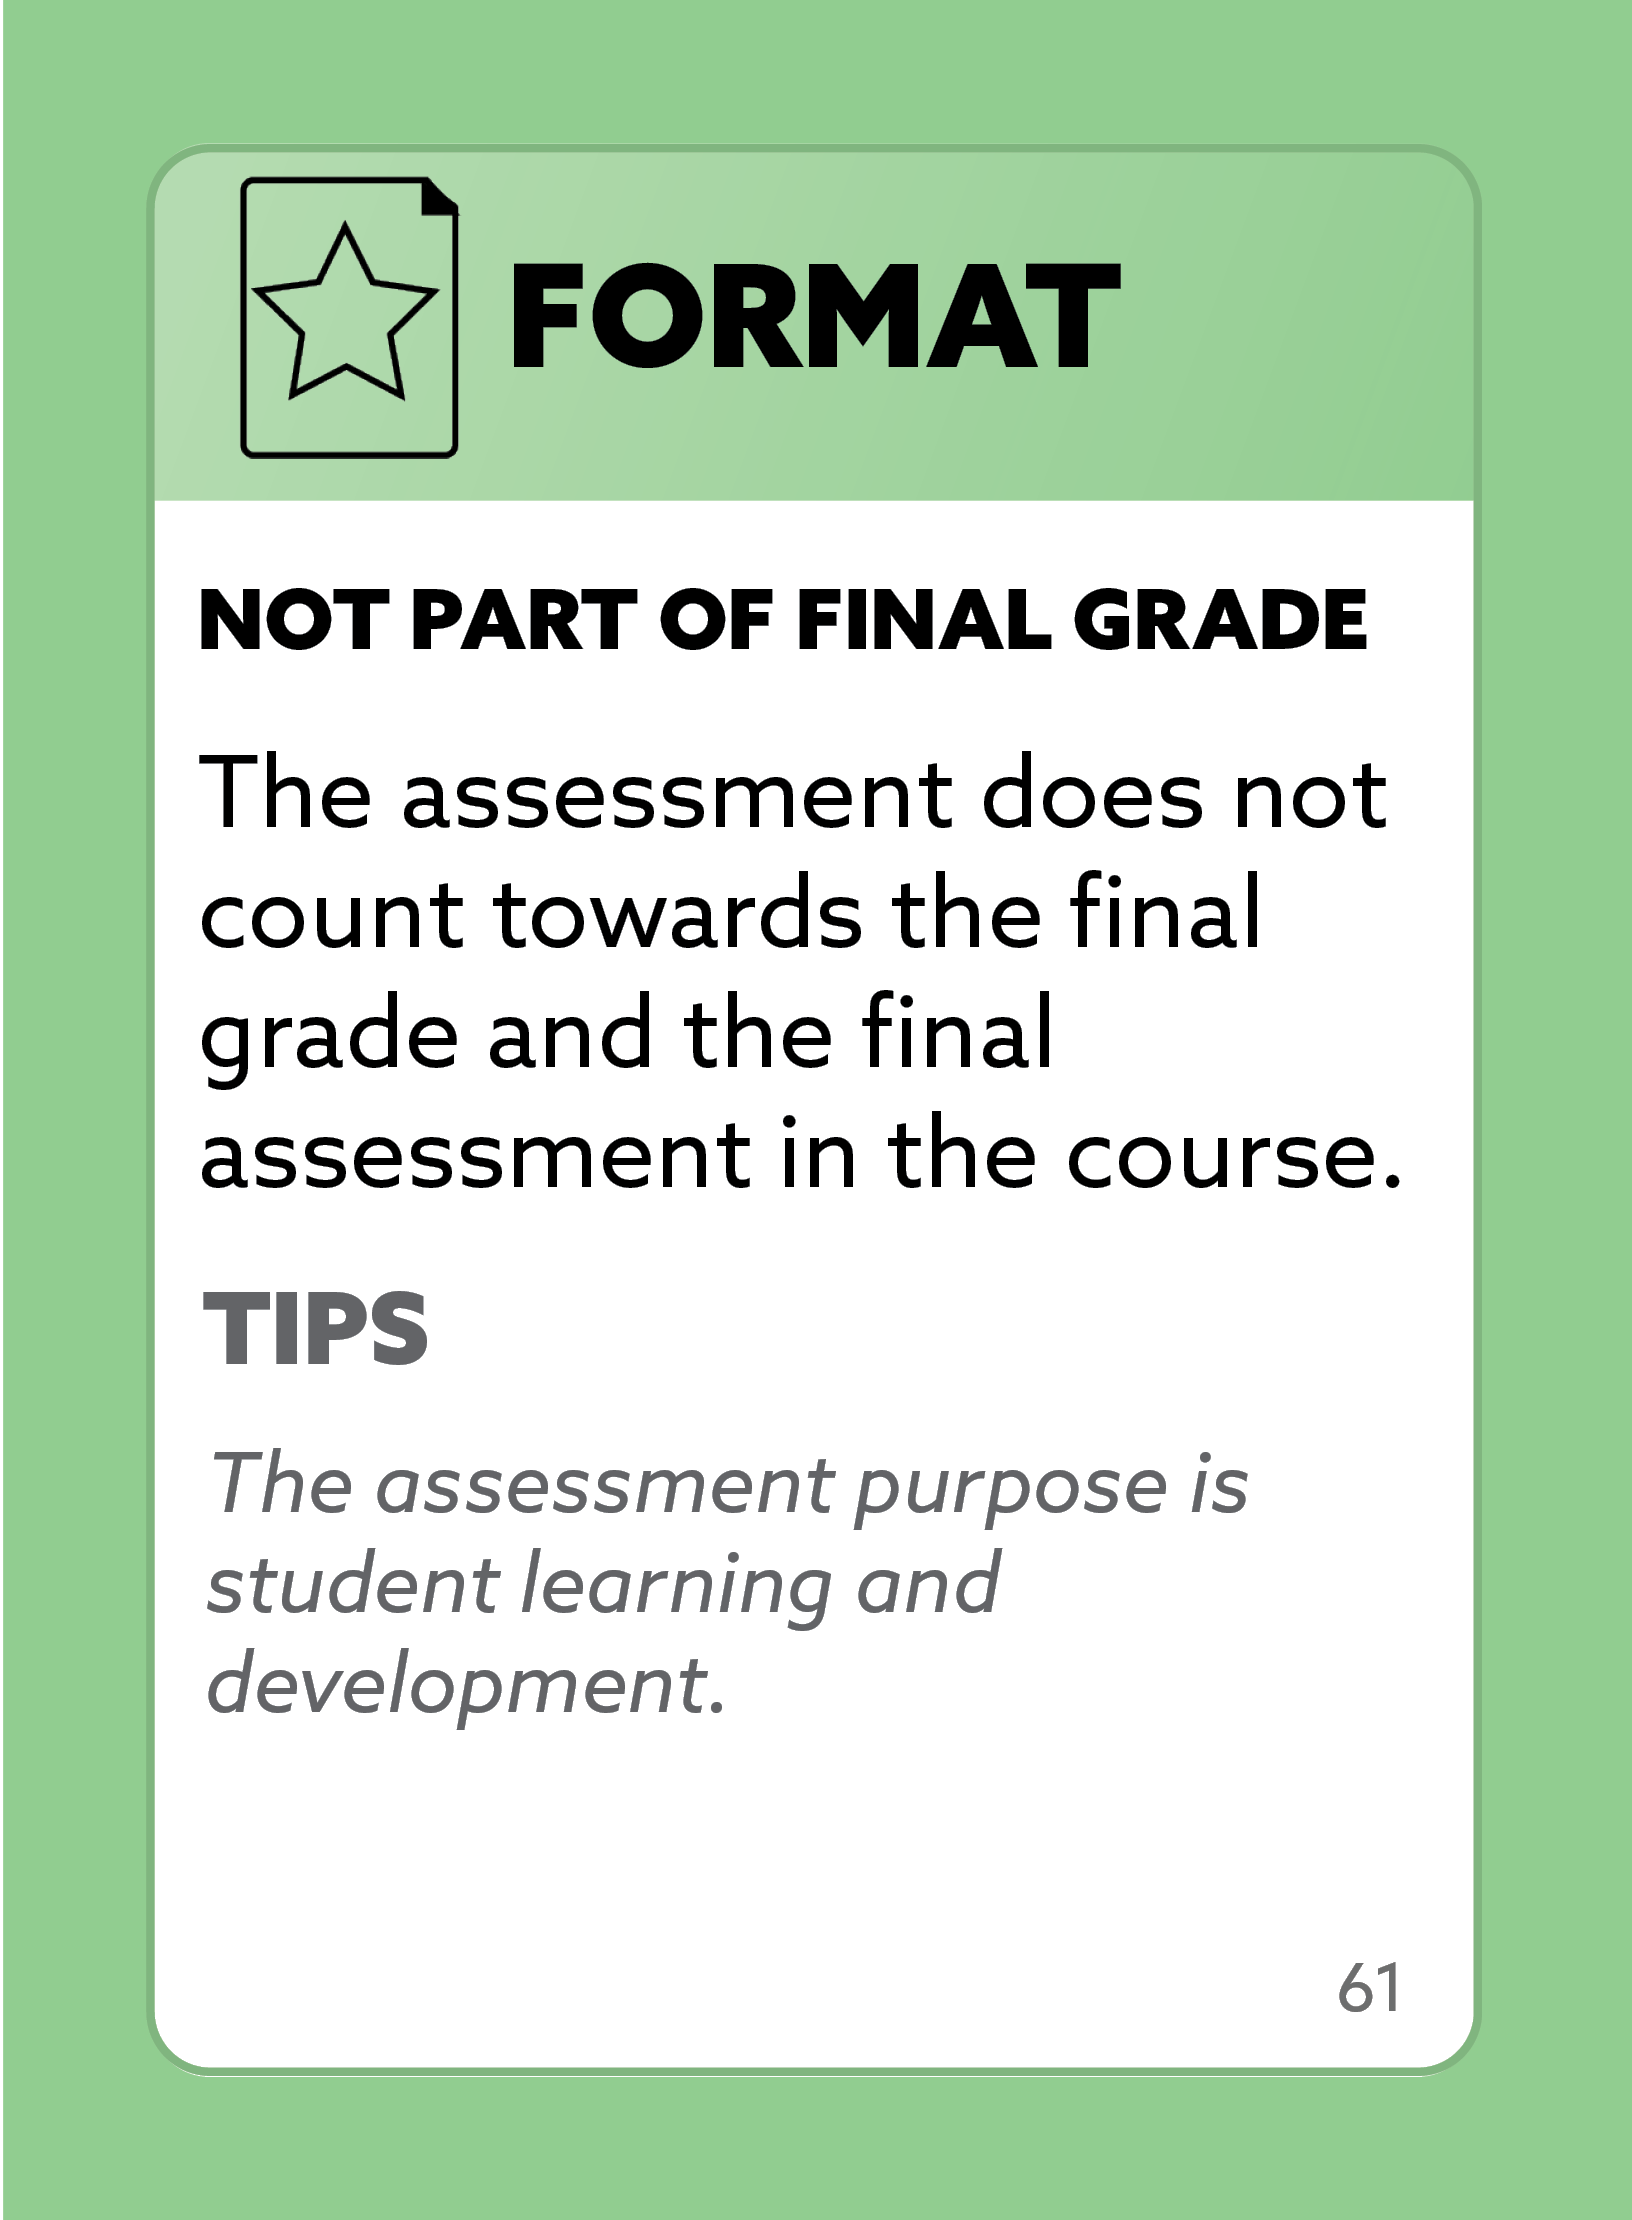 FORMAT
NOT PART OF FINAL GRADE
The assessment does not
count towards the final
grade and the final
assessment in the course.
TIPS
The assessment purpose is
student learning and
development.
61